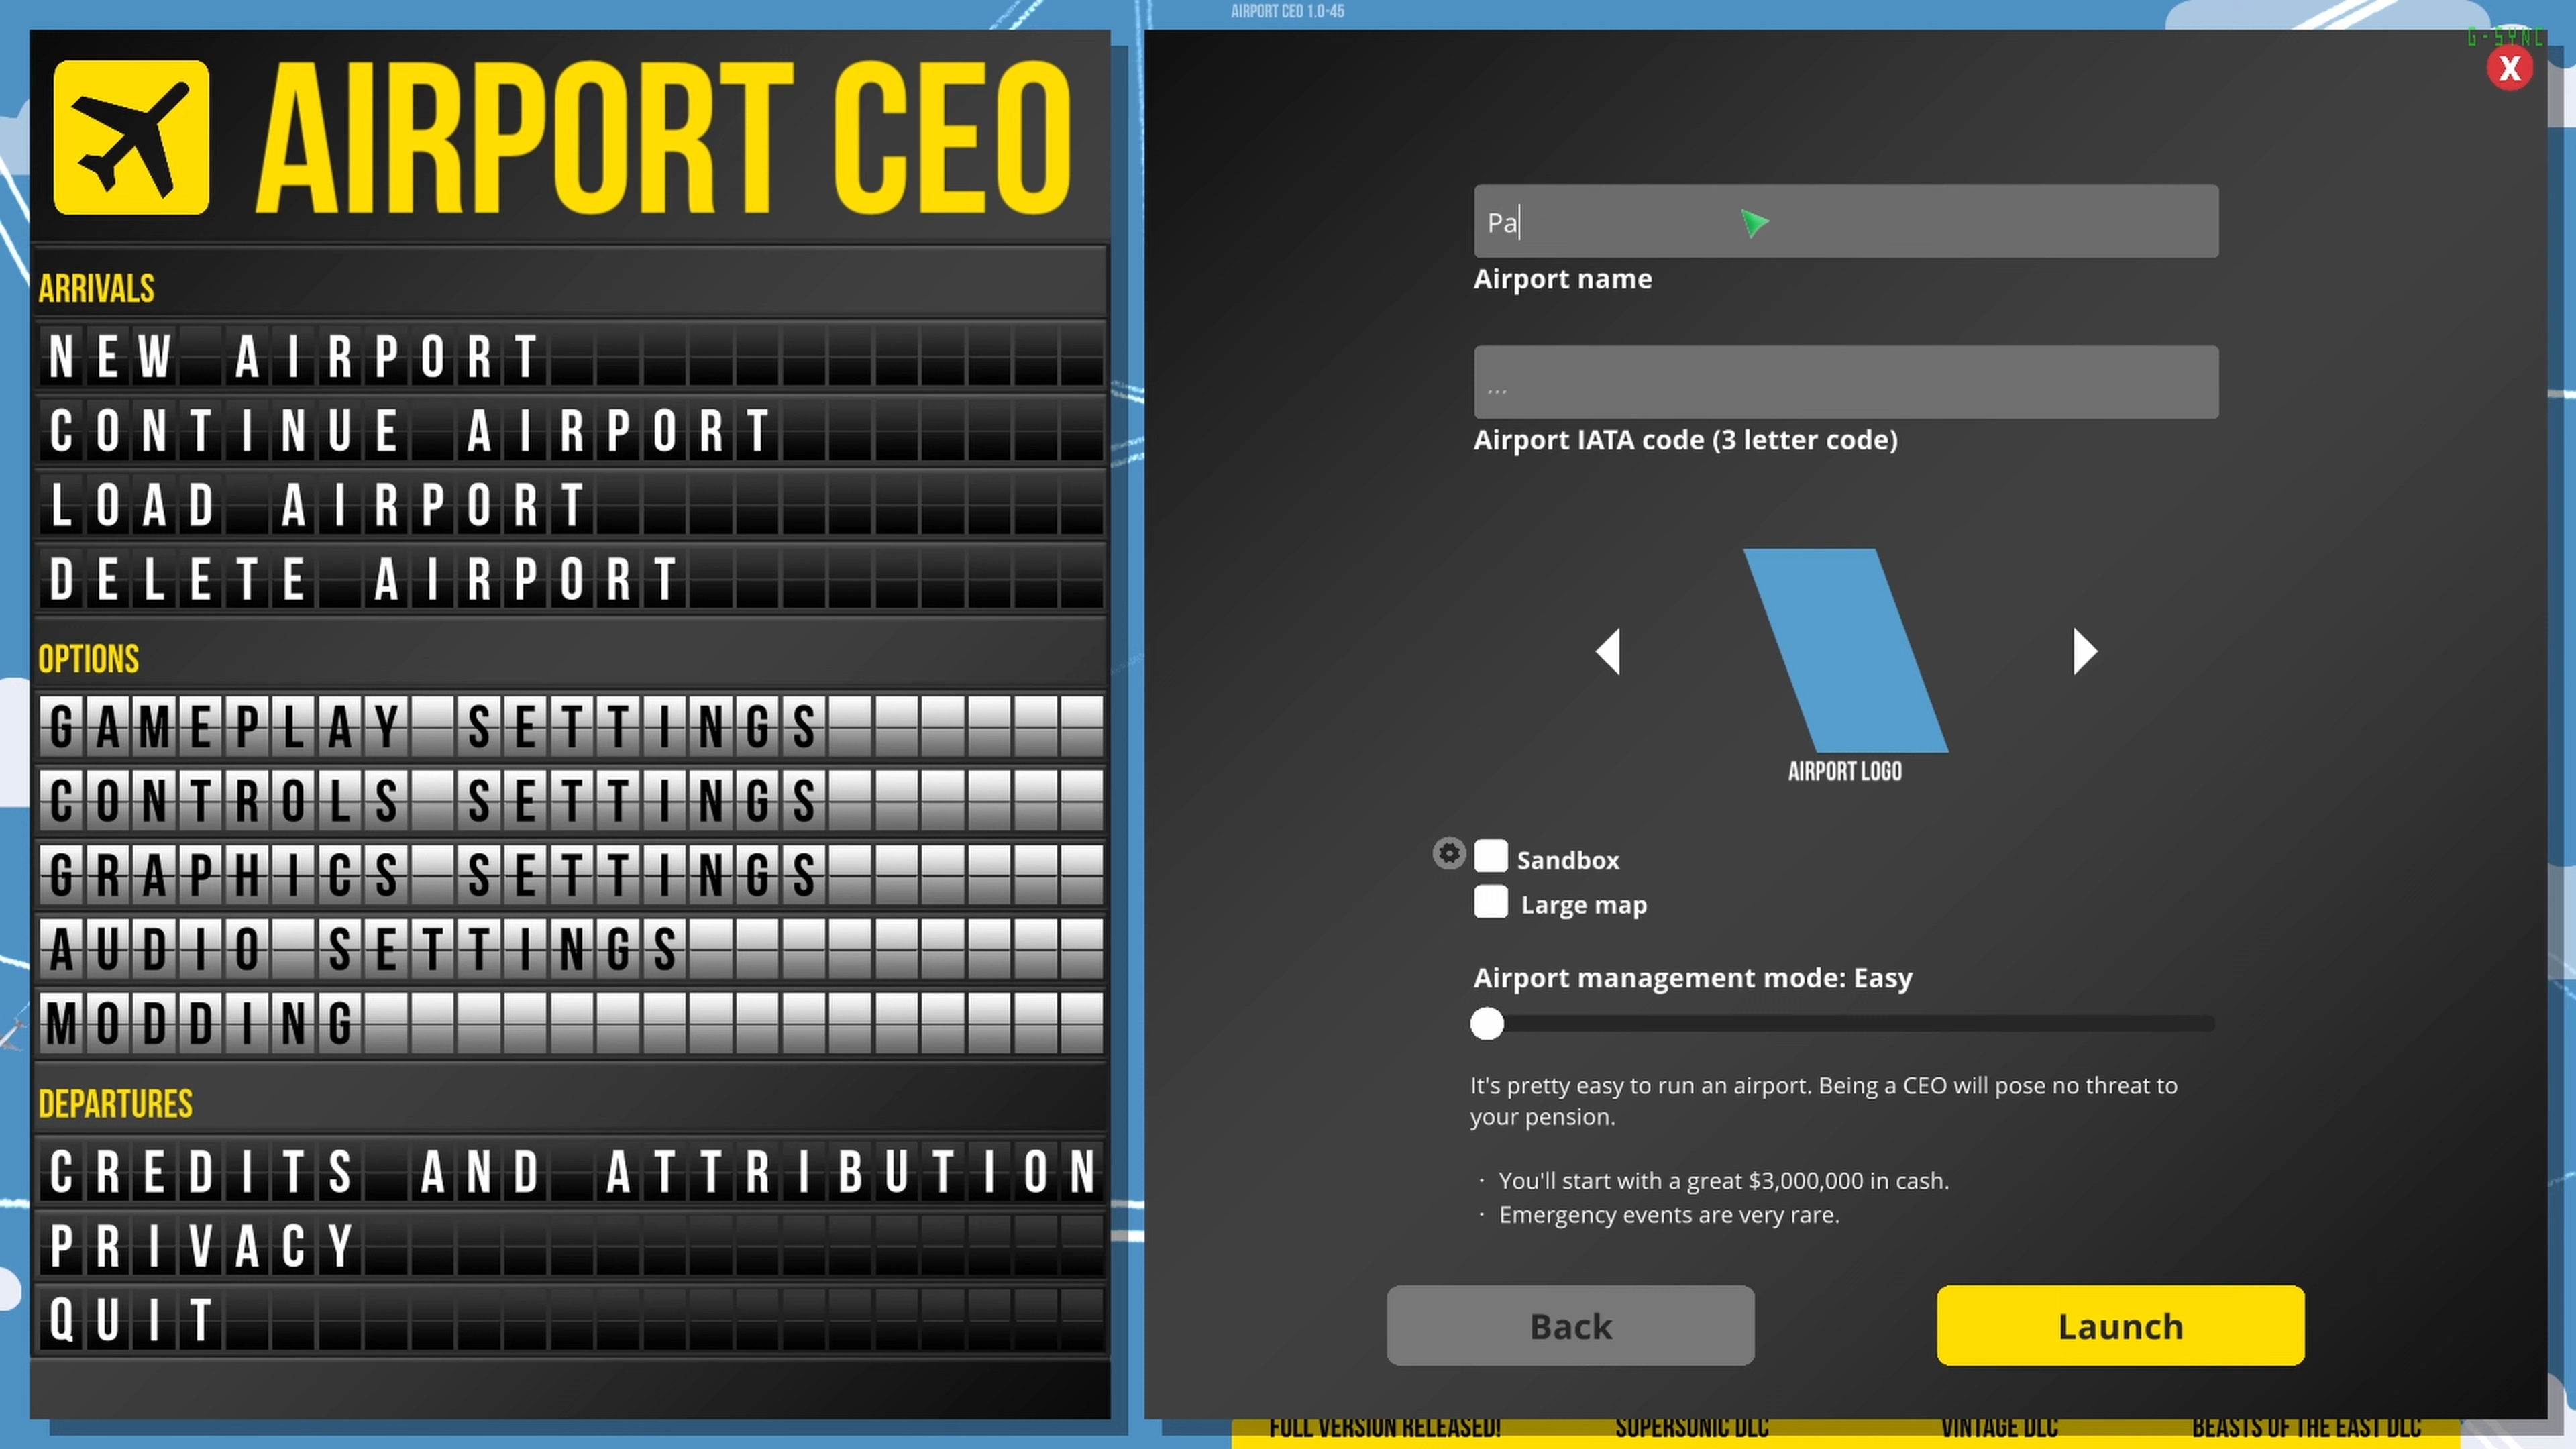 AIRPORT CEO 1.0-45
G-SYNC
X
AIRPORT CEO
ARRIVALS
NEW AIRPORT
CONTINUE AIRPORT
LOAD AIRPORT
DELETE AIRPORT
OPTIONS
GAMEPLAY SETTINGS
CONTROLS SETTINGS
GRAPHICS SETTINGS
AUDIO SETTINGS
MODDING
DEPARTURES
CREDITS AND ATTRIBUTION
PRIVACY
QUIT
Pa
Airport name
...
Airport IATA code (3 letter code)
AIRPORT LOGO
Sandbox
Large map
Airport management mode: Easy
It's pretty easy to run an airport. Being a CEO will pose no threat to
your pension.
· You'll start with a great $3,000,000 in cash.
· Emergency events are very rare.
Back
Launch
FULL VERSION RELEASED!
SUPERSONIC DLC
VINTAGE DLC
BEASTS OF THE EAST DLC